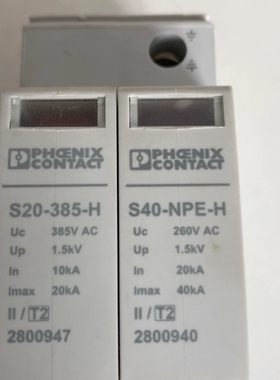 PHOENIX
CONTACT
S20-385-H
Uc 385V AC
Up 1.5kV
In 10kA
Imax 20kA
II / T2
2800947
PHOENIX
CONTACT
S40-NPE-H
Uc 260V AC
Up 1.5kV
In 20kA
Imax 40kA
II / T2
2800940